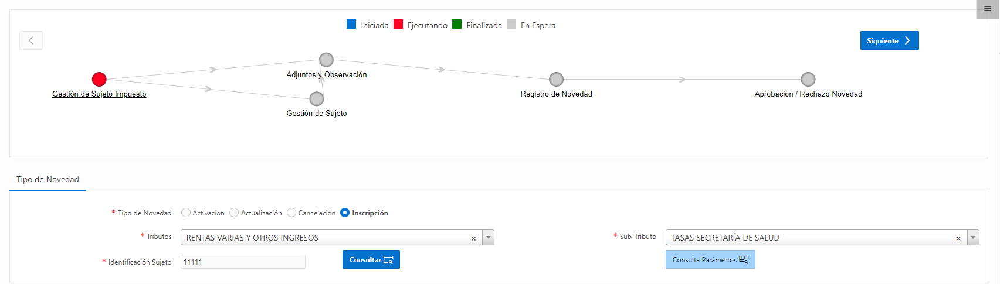 Iniciada Ejecutando Finalizada En Espera
Siguiente
Adjuntos y Observación
Gestión de Sujeto Impuesto
Registro de Novedad
Aprobación / Rechazo Novedad
Gestión de Sujeto
Tipo de Novedad
* Tipo de Novedad Activacion Actualización Cancelación Inscripción
* Tributos RENTAS VARIAS Y OTROS INGRESOS × * Sub-Tributo TASAS SECRETARÍA DE SALUD ×
* Identificación Sujeto 11111 Consultar Consulta Parámetros